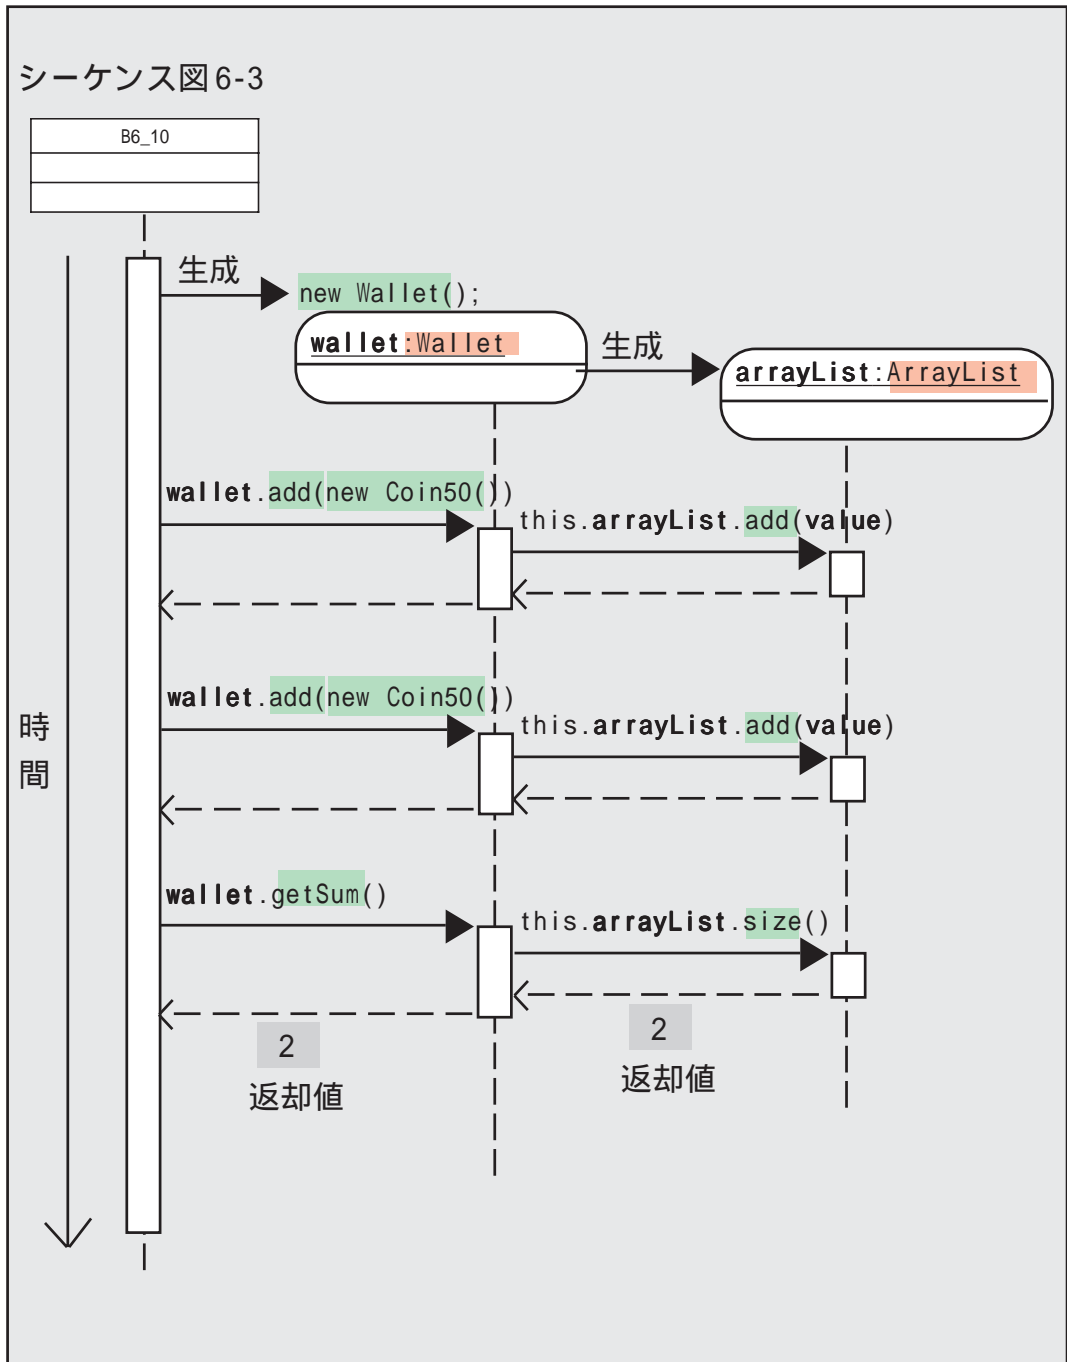 シーケンス図6-3
B6_10
生成
new Wallet();
wallet:Wallet
生成
arrayList:ArrayList
wallet.add(new Coin50())
this.arrayList.add(value)
wallet.add(new Coin50())
this.arrayList.add(value)
時
間
wallet.getSum()
this.arrayList.size()
2
返却値
2
返却値